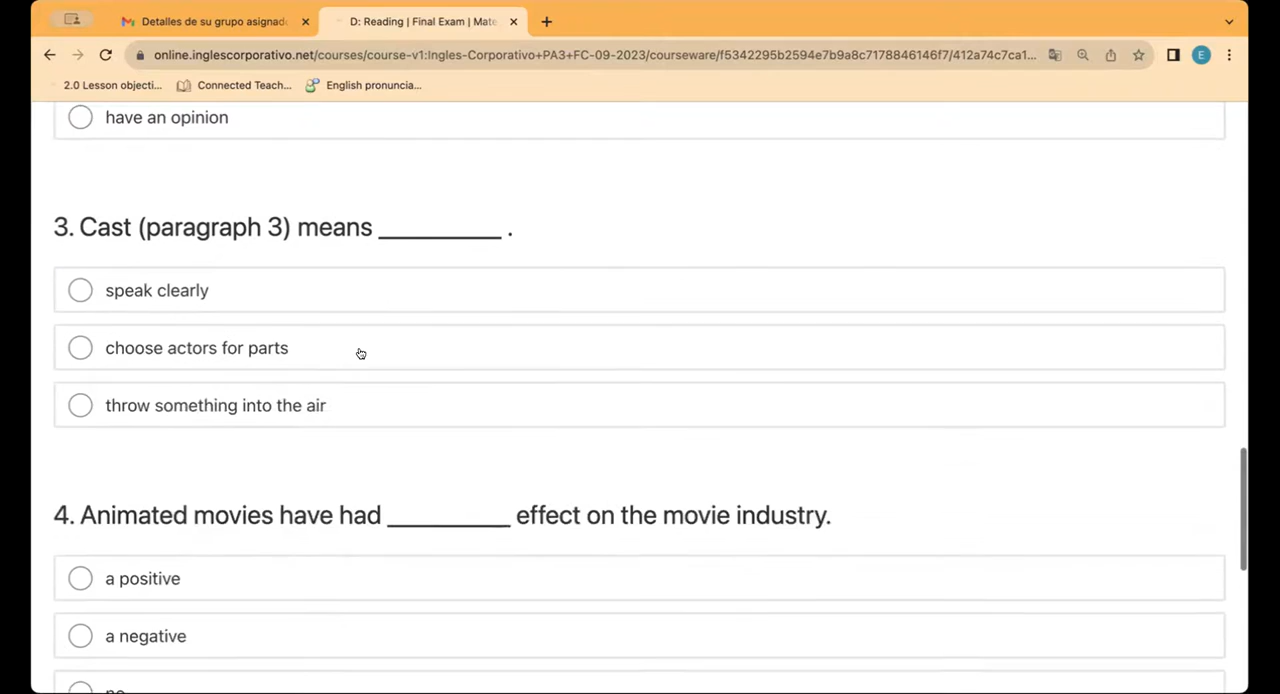 Detalles de su grupo asignado
D: Reading | Final Exam | Mate
online.inglescorporativo.net/courses/course-v1:Ingles-Corporativo+PA3+FC-09-2023/courseware/f5342295b2594e7b9a8c7178846146f7/412a74c7ca1...
E
2.0 Lesson objecti...
Connected Teach...
English pronuncia...
have an opinion
3. Cast (paragraph 3) means __________ .
speak clearly
choose actors for parts
throw something into the air
4. Animated movies have had __________ effect on the movie industry.
a positive
a negative